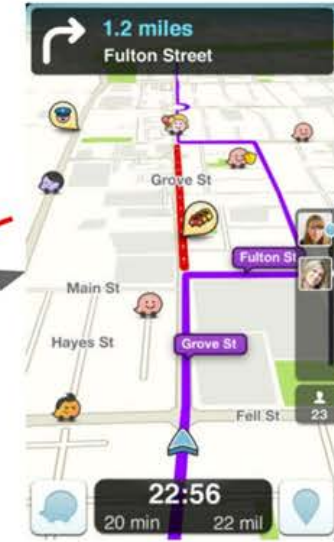 1.2 miles
Fulton Street
Grove St
Fulton St
Main St
Hayes St
Grove St
Fell St
23
22:56
20 min 22 mil